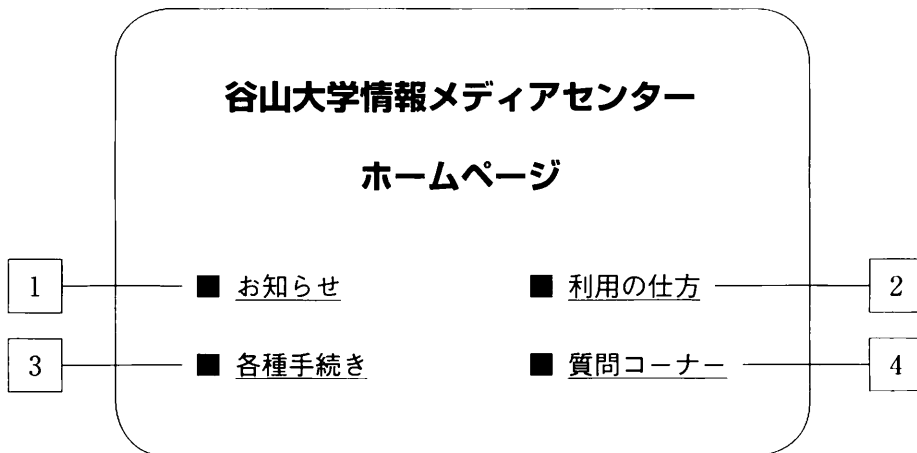 谷山大学情報メディアセンター
ホームページ
1 ■ お知らせ ■ 利用の仕方 2
3 ■ 各種手続き ■ 質問コーナー 4